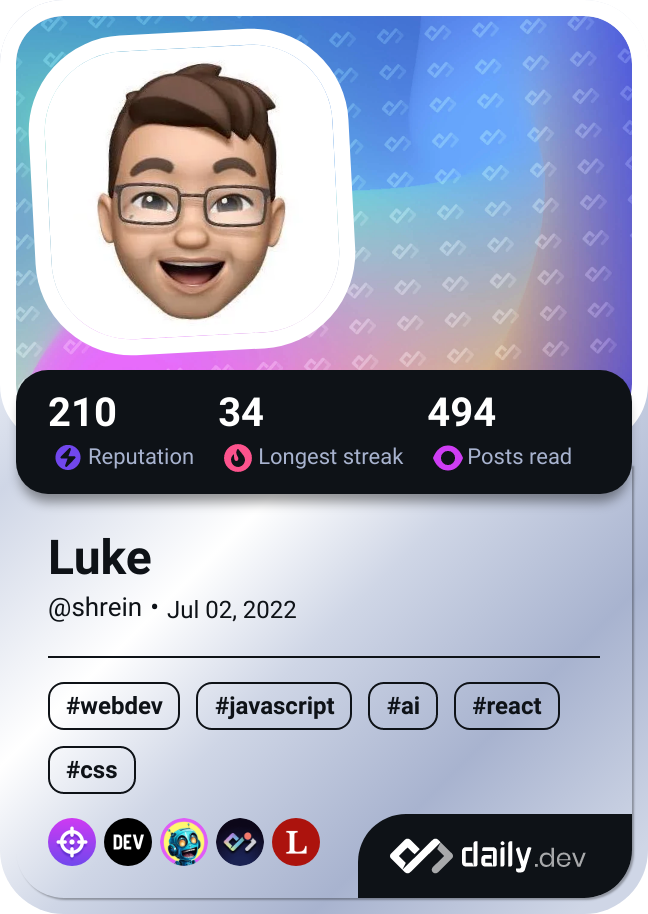 210 34 494
Reputation Longest streak Posts read
Luke
@shrein • Jul 02, 2022
#webdev #javascript #ai #react
#css
DEV L
daily.dev